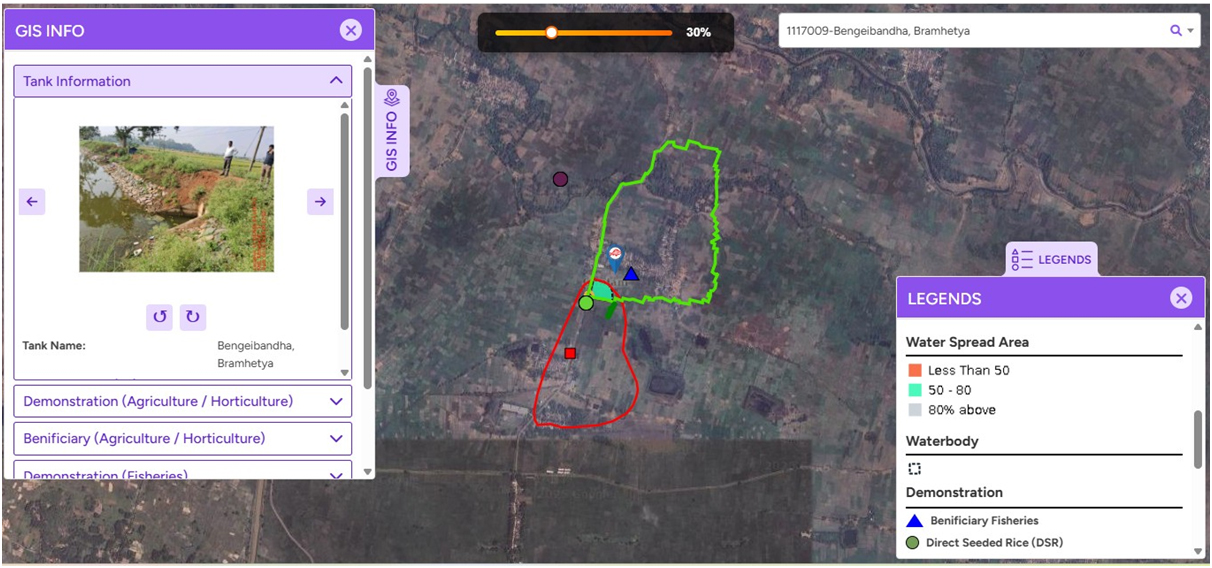 GIS INFO
30%
1117009-Bengeibandha, Bramhetya
Tank Information
GIS INFO
Tank Name:
Bengeibandha,
Bramhetya
Demonstration (Agriculture / Horticulture)
Benificiary (Agriculture / Horticulture)
Demonstration (Fisheries)
LEGENDS
LEGENDS
Water Spread Area
Less Than 50
50 - 80
80% above
Waterbody
Demonstration
Benificiary Fisheries
Direct Seeded Rice (DSR)